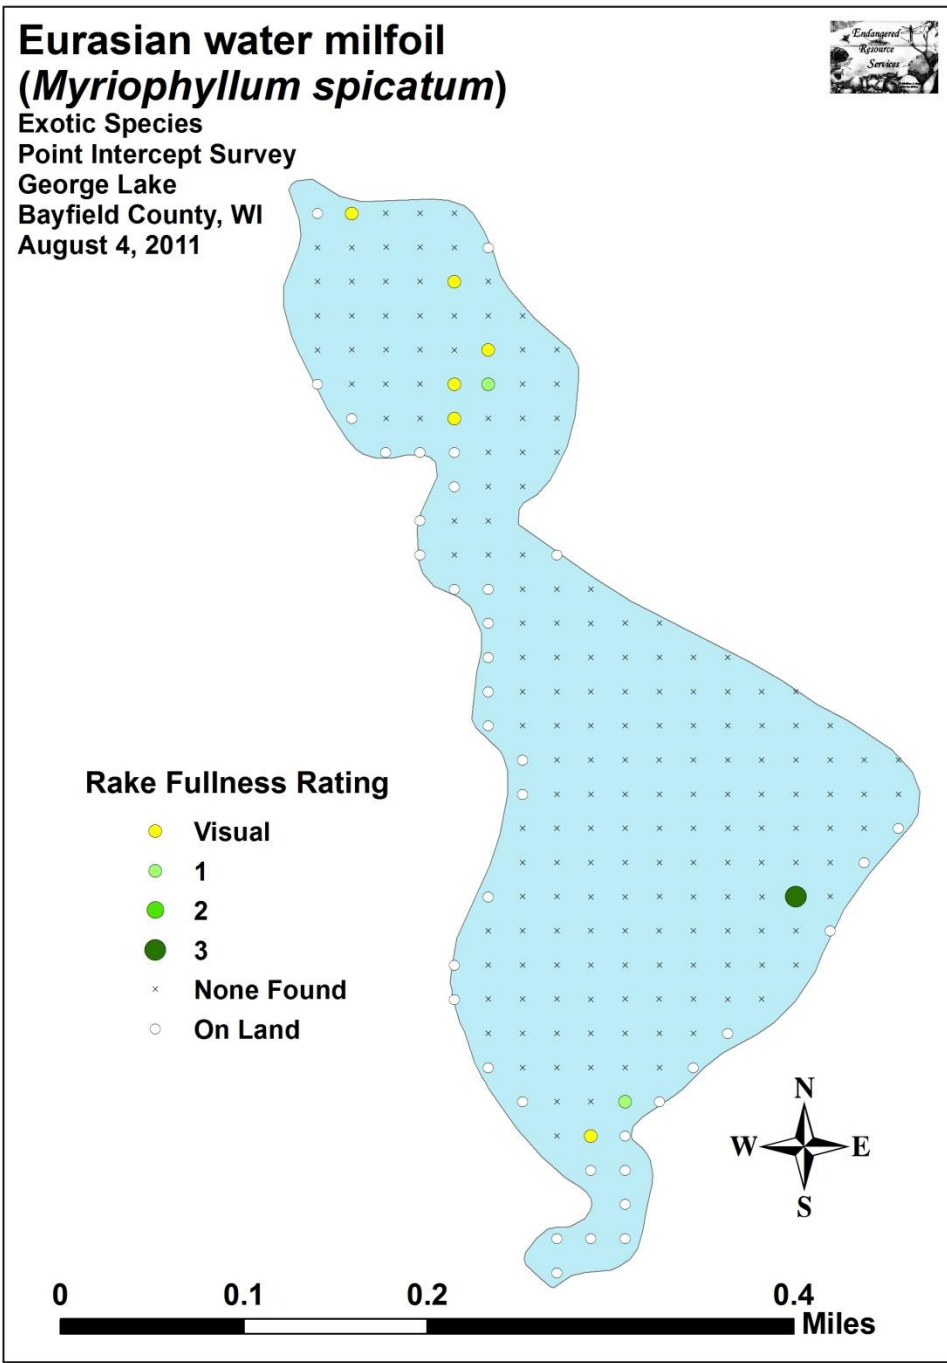 Eurasian water milfoil
(Myriophyllum spicatum)
Exotic Species
Point Intercept Survey
George Lake
Bayfield County, WI
August 4, 2011
Endangered
Resource
Services
Rake Fullness Rating
Visual
1
2
3
None Found
On Land
N
W E
S
0 0.1 0.2 0.4
Miles